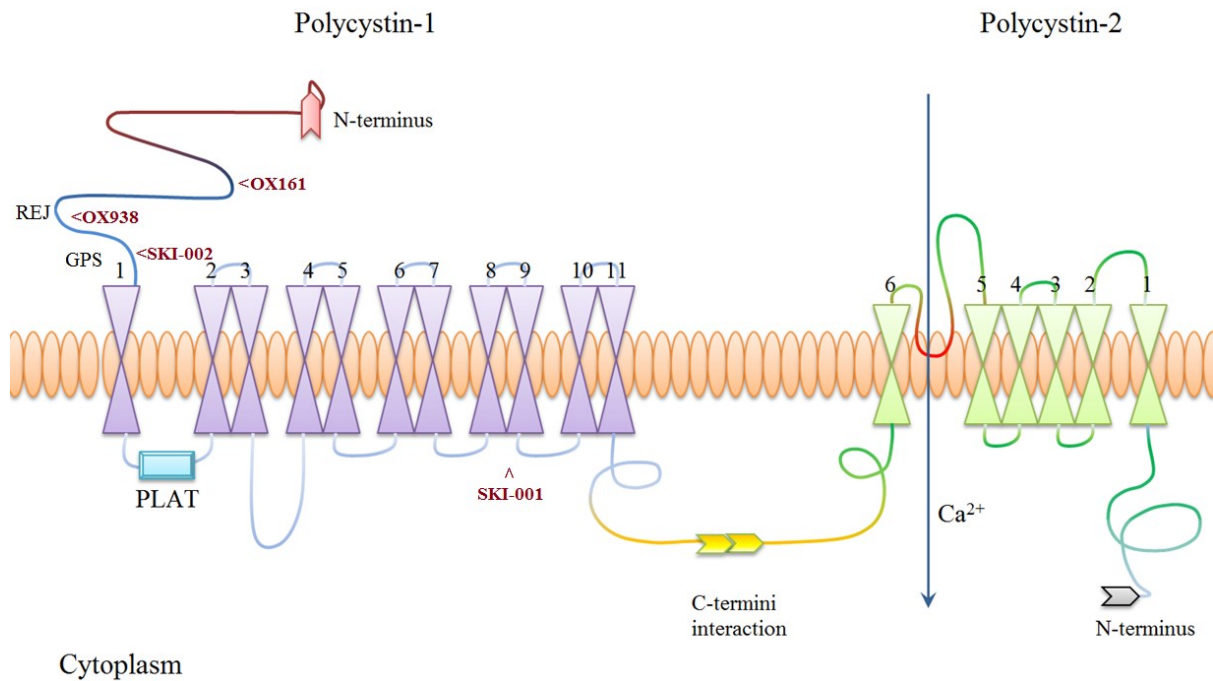 Polycystin-1
Polycystin-2
N-terminus
<OX161
REJ
<OX938
GPS
<SKI-002
1
2
3
4
5
6
7
8
9
10
11
6
5
4
3
2
1
PLAT
^
SKI-001
Ca²⁺
C-termini
interaction
N-terminus
Cytoplasm